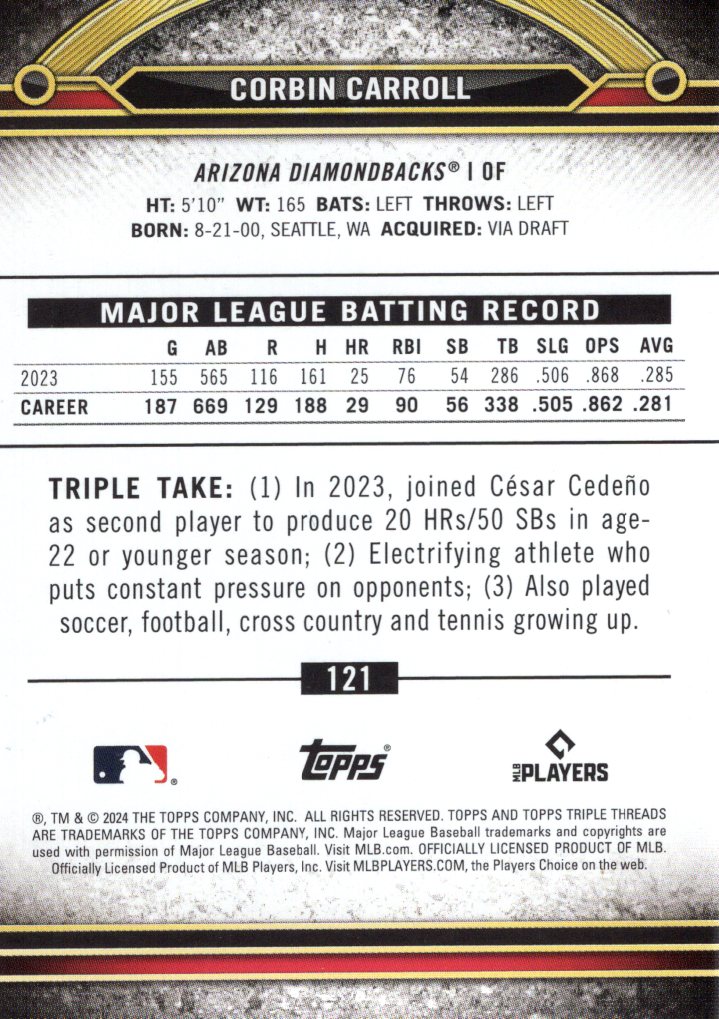 CORBIN CARROLL
ARIZONA DIAMONDBACKS® | OF
HT: 5'10" WT: 165 BATS: LEFT THROWS: LEFT
BORN: 8-21-00, SEATTLE, WA ACQUIRED: VIA DRAFT
MAJOR LEAGUE BATTING RECORD
G AB R H HR RBI SB TB SLG OPS AVG
2023 155 565 116 161 25 76 54 286 .506 .868 .285
CAREER 187 669 129 188 29 90 56 338 .505 .862 .281
TRIPLE TAKE: (1) In 2023, joined César Cedeño
as second player to produce 20 HRs/50 SBs in age-
22 or younger season; (2) Electrifying athlete who
puts constant pressure on opponents; (3) Also played
soccer, football, cross country and tennis growing up.
121
® TOPPS® MLB PLAYERS
®, TM & © 2024 THE TOPPS COMPANY, INC. ALL RIGHTS RESERVED. TOPPS AND TOPPS TRIPLE THREADS
ARE TRADEMARKS OF THE TOPPS COMPANY, INC. Major League Baseball trademarks and copyrights are
used with permission of Major League Baseball. Visit MLB.com. OFFICIALLY LICENSED PRODUCT OF MLB.
Officially Licensed Product of MLB Players, Inc. Visit MLBPLAYERS.COM, the Players Choice on the web.